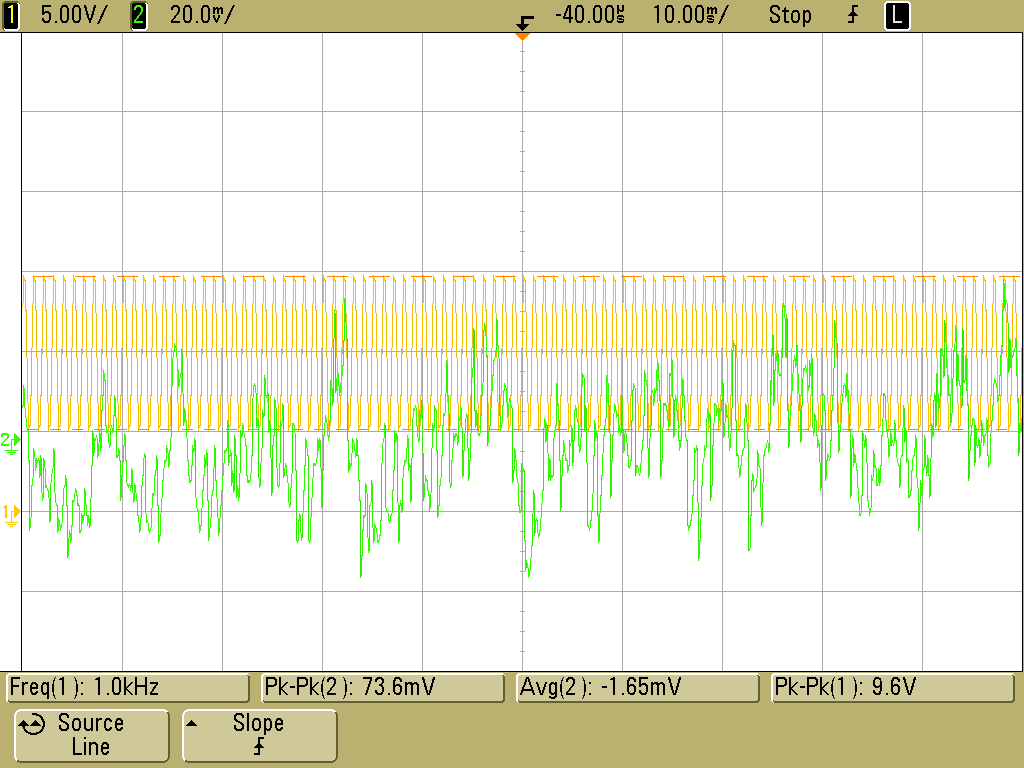 1 5.00V/ 2 20.0mV/ -40.00µs 10.00ms/ Stop L
2
1
Freq(1): 1.0kHz Pk-Pk(2): 73.6mV Avg(2): -1.65mV Pk-Pk(1): 9.6V
Source Slope
Line